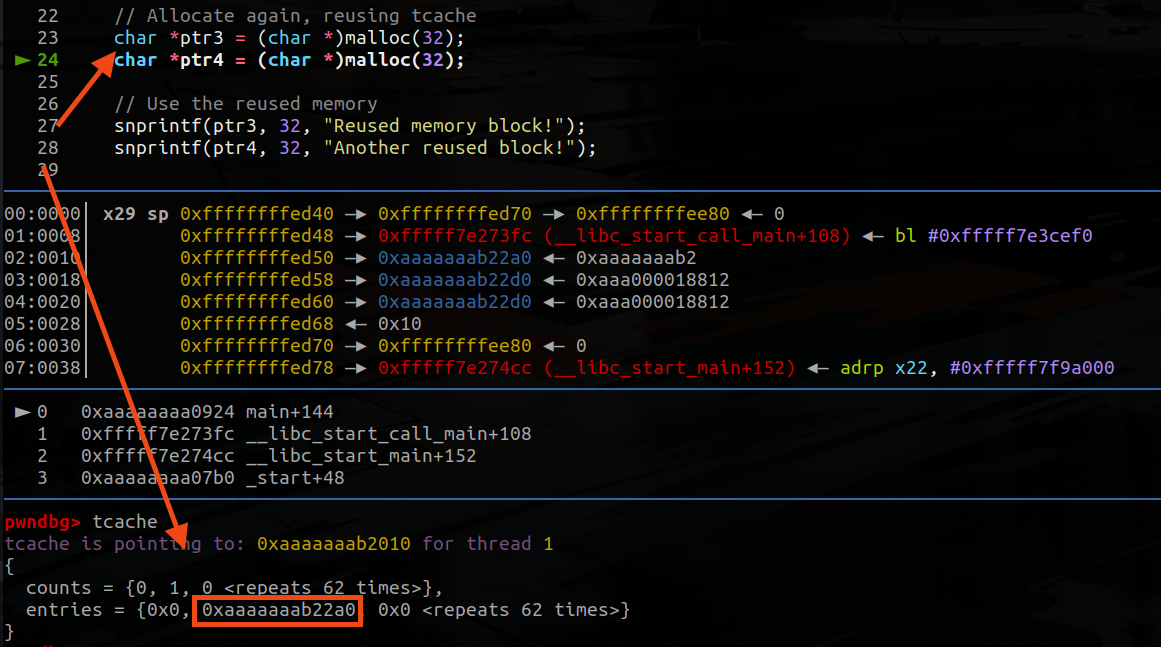 22 // Allocate again, reusing tcache
23 char *ptr3 = (char *)malloc(32);
► 24 char *ptr4 = (char *)malloc(32);
25
26 // Use the reused memory
27 snprintf(ptr3, 32, "Reused memory block!");
28 snprintf(ptr4, 32, "Another reused block!");
29
00:0000│ x29 sp 0xffffffffed40 —▸ 0xffffffffed70 —▸ 0xffffffffee80 ◂— 0
01:0008│ 0xffffffffed48 —▸ 0xfffff7e273fc (__libc_start_call_main+108) ◂— bl #0xfffff7e3cef0
02:0010│ 0xffffffffed50 —▸ 0xaaaaaaab22a0 ◂— 0xaaaaaaab2
03:0018│ 0xffffffffed58 —▸ 0xaaaaaaab22d0 ◂— 0xaaa000018812
04:0020│ 0xffffffffed60 —▸ 0xaaaaaaab22d0 ◂— 0xaaa000018812
05:0028│ 0xffffffffed68 ◂— 0x10
06:0030│ 0xffffffffed70 —▸ 0xffffffffee80 ◂— 0
07:0038│ 0xffffffffed78 —▸ 0xfffff7e274cc (__libc_start_main+152) ◂— adrp x22, #0xfffff7f9a000
► 0 0xaaaaaaaa0924 main+144
1 0xfffff7e273fc __libc_start_call_main+108
2 0xfffff7e274cc __libc_start_main+152
3 0xaaaaaaaa07b0 _start+48
pwndbg> tcache
tcache is pointing to: 0xaaaaaaab2010 for thread 1
{
counts = {0, 1, 0 <repeats 62 times>},
entries = {0x0, 0xaaaaaaab22a0, 0x0 <repeats 62 times>}
}